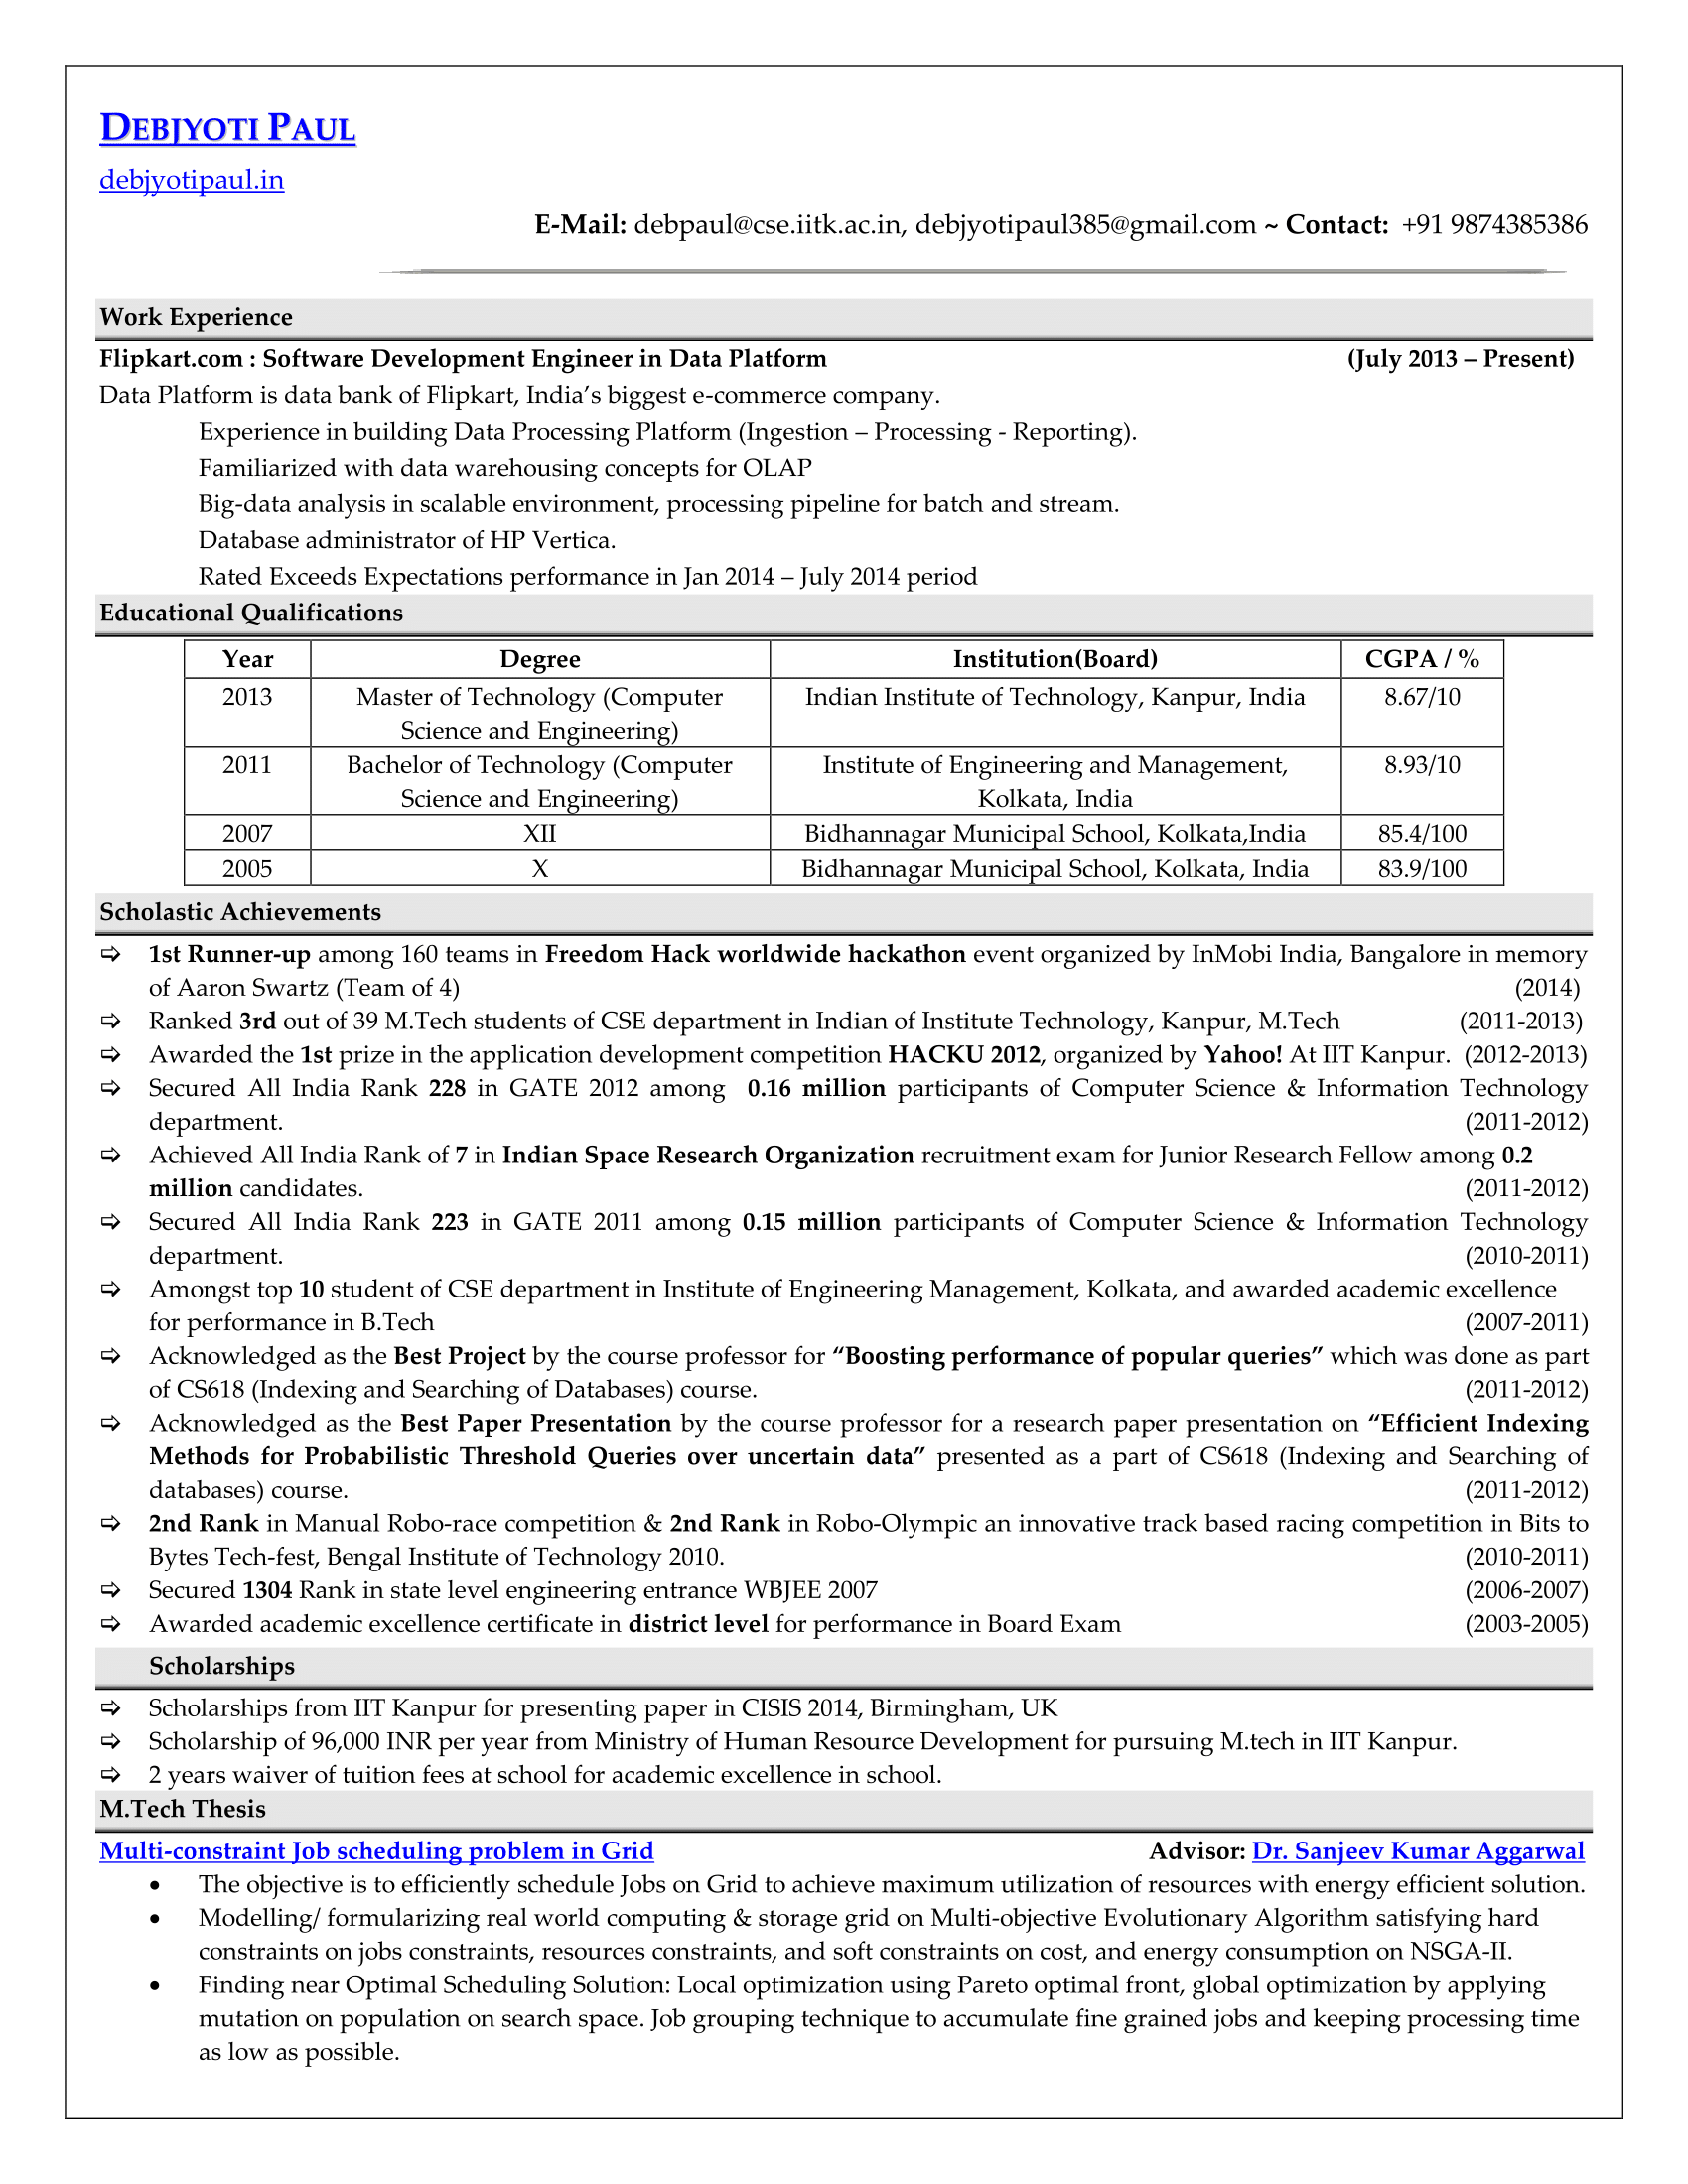 DEBJYOTI PAUL
debjyotipaul.in
E-Mail: debpaul@cse.iitk.ac.in, debjyotipaul385@gmail.com ~ Contact: +91 9874385386
Work Experience
Flipkart.com : Software Development Engineer in Data Platform (July 2013 – Present)
Data Platform is data bank of Flipkart, India’s biggest e-commerce company.
Experience in building Data Processing Platform (Ingestion – Processing - Reporting).
Familiarized with data warehousing concepts for OLAP
Big-data analysis in scalable environment, processing pipeline for batch and stream.
Database administrator of HP Vertica.
Rated Exceeds Expectations performance in Jan 2014 – July 2014 period
Educational Qualifications
Year Degree Institution(Board) CGPA / %
2013 Master of Technology (Computer Indian Institute of Technology, Kanpur, India 8.67/10
Science and Engineering)
2011 Bachelor of Technology (Computer Institute of Engineering and Management, 8.93/10
Science and Engineering) Kolkata, India
2007 XII Bidhannagar Municipal School, Kolkata,India 85.4/100
2005 X Bidhannagar Municipal School, Kolkata, India 83.9/100
Scholastic Achievements
➪ 1st Runner-up among 160 teams in Freedom Hack worldwide hackathon event organized by InMobi India, Bangalore in memory
of Aaron Swartz (Team of 4) (2014)
➪ Ranked 3rd out of 39 M.Tech students of CSE department in Indian of Institute Technology, Kanpur, M.Tech (2011-2013)
➪ Awarded the 1st prize in the application development competition HACKU 2012, organized by Yahoo! At IIT Kanpur. (2012-2013)
➪ Secured All India Rank 228 in GATE 2012 among 0.16 million participants of Computer Science & Information Technology
department. (2011-2012)
➪ Achieved All India Rank of 7 in Indian Space Research Organization recruitment exam for Junior Research Fellow among 0.2
million candidates. (2011-2012)
➪ Secured All India Rank 223 in GATE 2011 among 0.15 million participants of Computer Science & Information Technology
department. (2010-2011)
➪ Amongst top 10 student of CSE department in Institute of Engineering Management, Kolkata, and awarded academic excellence
for performance in B.Tech (2007-2011)
➪ Acknowledged as the Best Project by the course professor for “Boosting performance of popular queries” which was done as part
of CS618 (Indexing and Searching of Databases) course. (2011-2012)
➪ Acknowledged as the Best Paper Presentation by the course professor for a research paper presentation on “Efficient Indexing
Methods for Probabilistic Threshold Queries over uncertain data” presented as a part of CS618 (Indexing and Searching of
databases) course. (2011-2012)
➪ 2nd Rank in Manual Robo-race competition & 2nd Rank in Robo-Olympic an innovative track based racing competition in Bits to
Bytes Tech-fest, Bengal Institute of Technology 2010. (2010-2011)
➪ Secured 1304 Rank in state level engineering entrance WBJEE 2007 (2006-2007)
➪ Awarded academic excellence certificate in district level for performance in Board Exam (2003-2005)
Scholarships
➪ Scholarships from IIT Kanpur for presenting paper in CISIS 2014, Birmingham, UK
➪ Scholarship of 96,000 INR per year from Ministry of Human Resource Development for pursuing M.tech in IIT Kanpur.
➪ 2 years waiver of tuition fees at school for academic excellence in school.
M.Tech Thesis
Multi-constraint Job scheduling problem in Grid Advisor: Dr. Sanjeev Kumar Aggarwal
• The objective is to efficiently schedule Jobs on Grid to achieve maximum utilization of resources with energy efficient solution.
• Modelling/ formularizing real world computing & storage grid on Multi-objective Evolutionary Algorithm satisfying hard
constraints on jobs constraints, resources constraints, and soft constraints on cost, and energy consumption on NSGA-II.
• Finding near Optimal Scheduling Solution: Local optimization using Pareto optimal front, global optimization by applying
mutation on population on search space. Job grouping technique to accumulate fine grained jobs and keeping processing time
as low as possible.